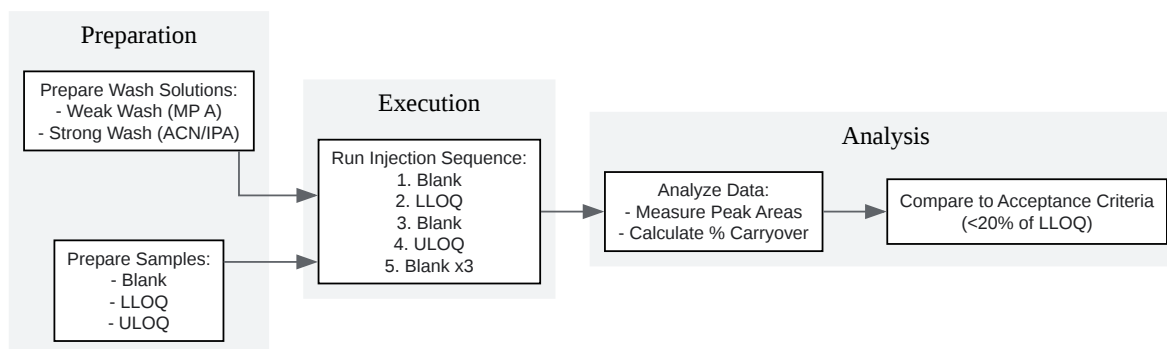 Preparation
Prepare Wash Solutions:
- Weak Wash (MP A)
- Strong Wash (ACN/IPA)
Prepare Samples:
- Blank
- LLOQ
- ULOQ
Execution
Run Injection Sequence:
1. Blank
2. LLOQ
3. Blank
4. ULOQ
5. Blank x3
Analysis
Analyze Data:
- Measure Peak Areas
- Calculate % Carryover
Compare to Acceptance Criteria
(<20% of LLOQ)